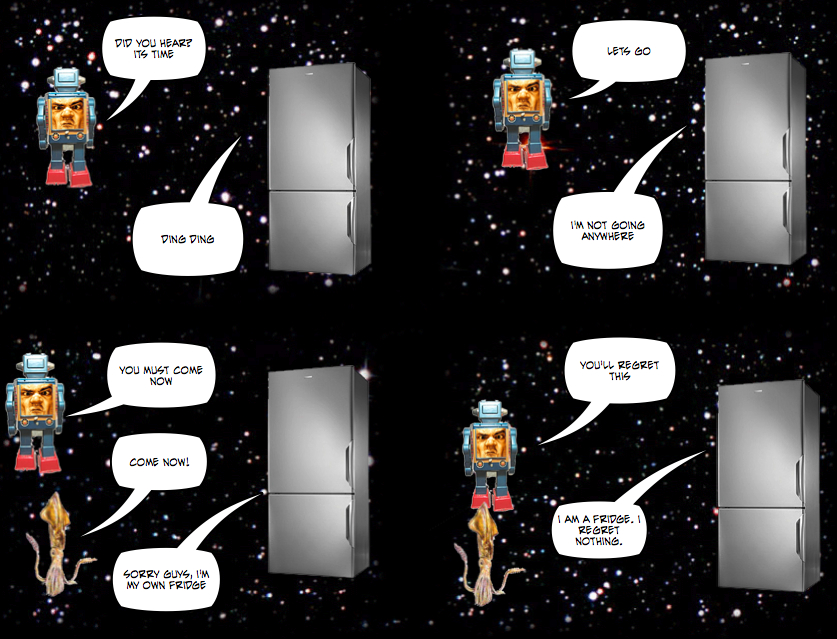 DID YOU HEAR?
ITS TIME
DING DING
LETS GO
I'M NOT GOING
ANYWHERE
YOU MUST COME
NOW
COME NOW!
SORRY GUYS, I'M
MY OWN FRIDGE
YOU'LL REGRET
THIS
I AM A FRIDGE. I
REGRET
NOTHING.